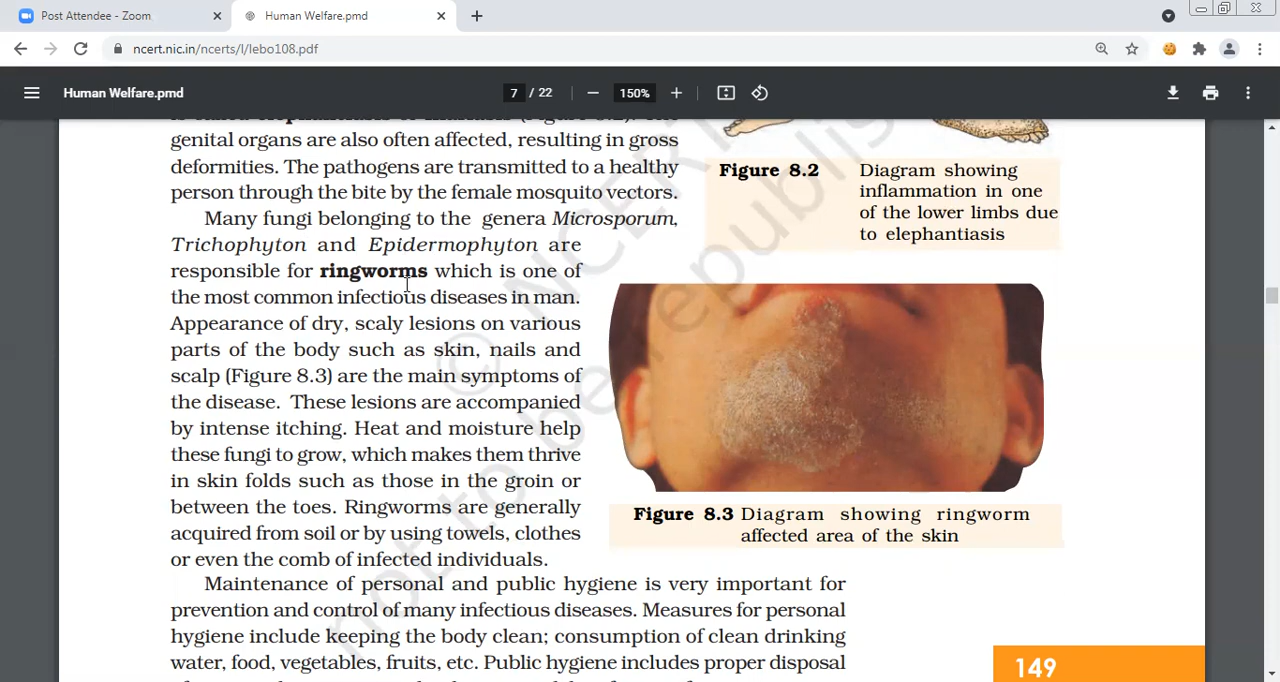 Post Attendee - Zoom
Human Welfare.pmd
ncert.nic.in/ncerts/l/lebo108.pdf
Human Welfare.pmd
7 / 22
150%
genital organs are also often affected, resulting in gross
deformities. The pathogens are transmitted to a healthy
person through the bite by the female mosquito vectors.
Many fungi belonging to the genera Microsporum,
Trichophyton and Epidermophyton are
responsible for ringworms which is one of
the most common infectious diseases in man.
Appearance of dry, scaly lesions on various
parts of the body such as skin, nails and
scalp (Figure 8.3) are the main symptoms of
the disease. These lesions are accompanied
by intense itching. Heat and moisture help
these fungi to grow, which makes them thrive
in skin folds such as those in the groin or
between the toes. Ringworms are generally
acquired from soil or by using towels, clothes
or even the comb of infected individuals.
Figure 8.2 Diagram showing
inflammation in one
of the lower limbs due
to elephantiasis
Figure 8.3 Diagram showing ringworm
affected area of the skin
Maintenance of personal and public hygiene is very important for
prevention and control of many infectious diseases. Measures for personal
hygiene include keeping the body clean; consumption of clean drinking
water, food, vegetables, fruits, etc. Public hygiene includes proper disposal
149
© NCERT
not to be republish